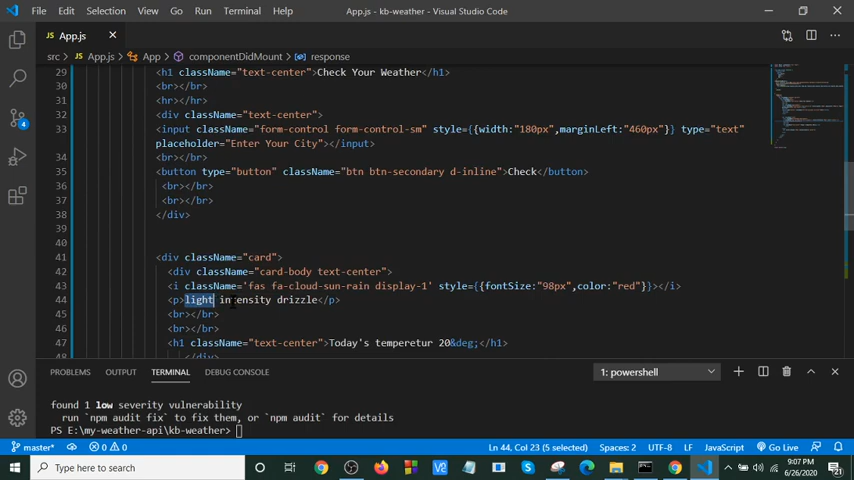 File Edit Selection View Go Run Terminal Help App.js - kb-weather - Visual Studio Code
JS App.js
src > JS App.js > App > componentDidMount > response
29 <h1 className="text-center">Check Your Weather</h1>
30 <br></br>
31 <hr></hr>
32 <div className="text-center">
33 <input className="form-control form-control-sm" style={{width:"180px",marginLeft:"460px"}} type="text"
placeholder="Enter Your City"></input>
34 <br></br>
35 <button type="button" className="btn btn-secondary d-inline">Check</button>
36 <br></br>
37 <br></br>
38 </div>
39
40
41 <div className="card">
42 <div className="card-body text-center">
43 <i className='fas fa-cloud-sun-rain display-1' style={{fontSize:"98px",color:"red"}}></i>
44 <p>light intensity drizzle</p>
45 <br></br>
46 <br></br>
47 <h1 className="text-center">Today's temperetur 20&deg;</h1>
48 </div>
4
PROBLEMS OUTPUT TERMINAL DEBUG CONSOLE 1: powershell
found 1 low severity vulnerability
run `npm audit fix` to fix them, or `npm audit` for details
PS E:\my-weather-api\kb-weather>
master* 0 0 Ln 44, Col 23 (5 selected) Spaces: 2 UTF-8 LF JavaScript Go Live
Type here to search
9:07 PM
6/26/2020
21